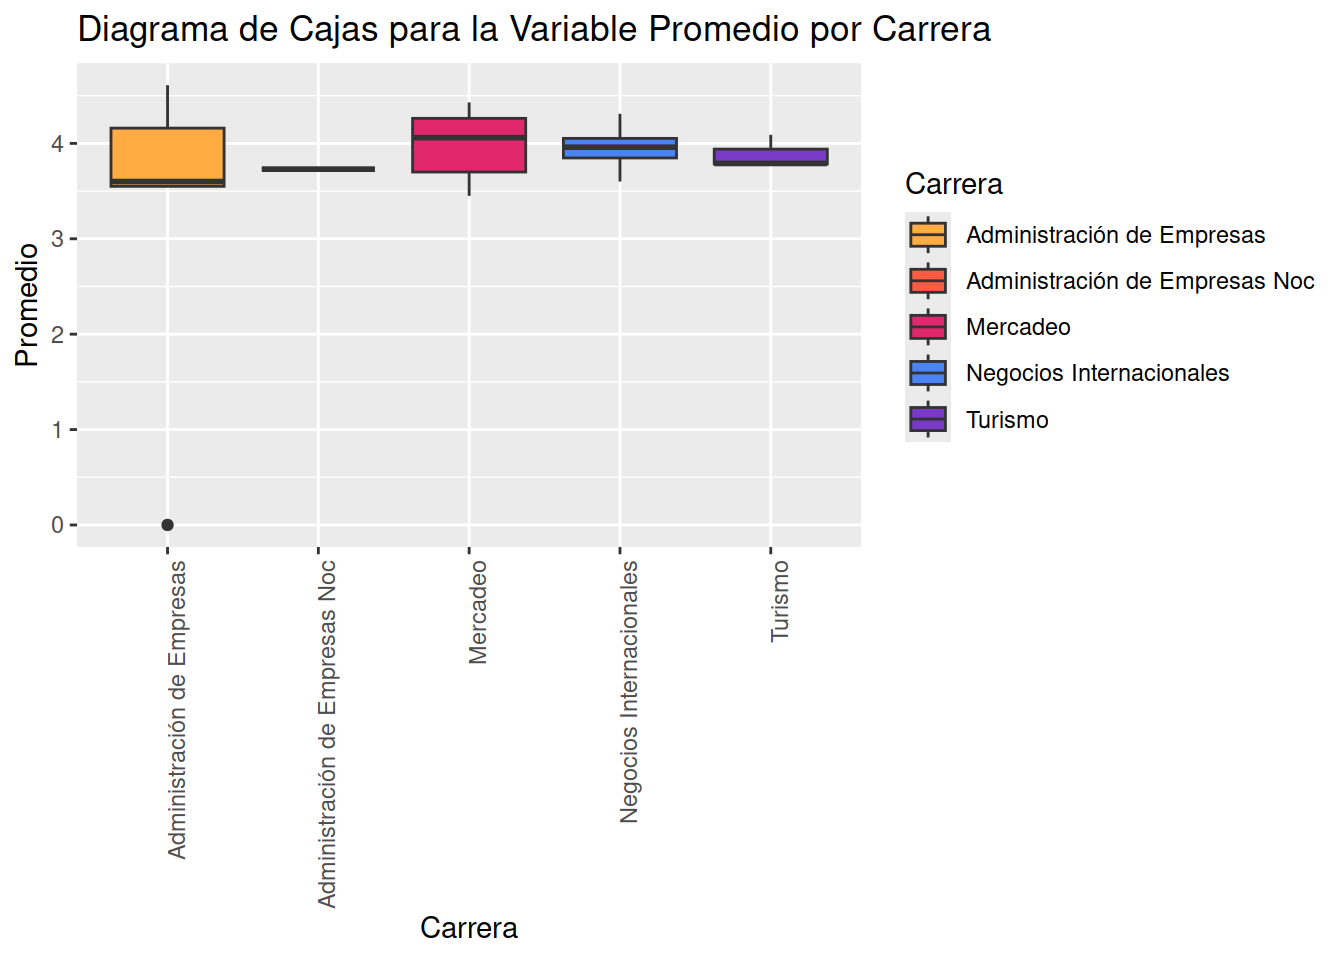 Diagrama de Cajas para la Variable Promedio por Carrera
Promedio
4
3
2
1
0
Administración de Empresas
Administración de Empresas Noc
Mercadeo
Negocios Internacionales
Turismo
Carrera
Carrera
Administración de Empresas
Administración de Empresas Noc
Mercadeo
Negocios Internacionales
Turismo